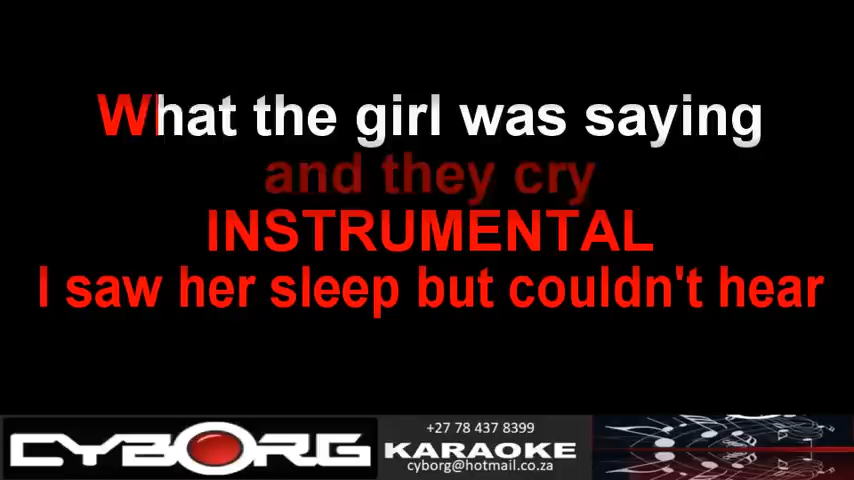 What the girl was saying
and they cry
INSTRUMENTAL
I saw her sleep but couldn't hear
CYBORG
+27 78 437 8399
KARAOKE
cyborg@hotmail.co.za